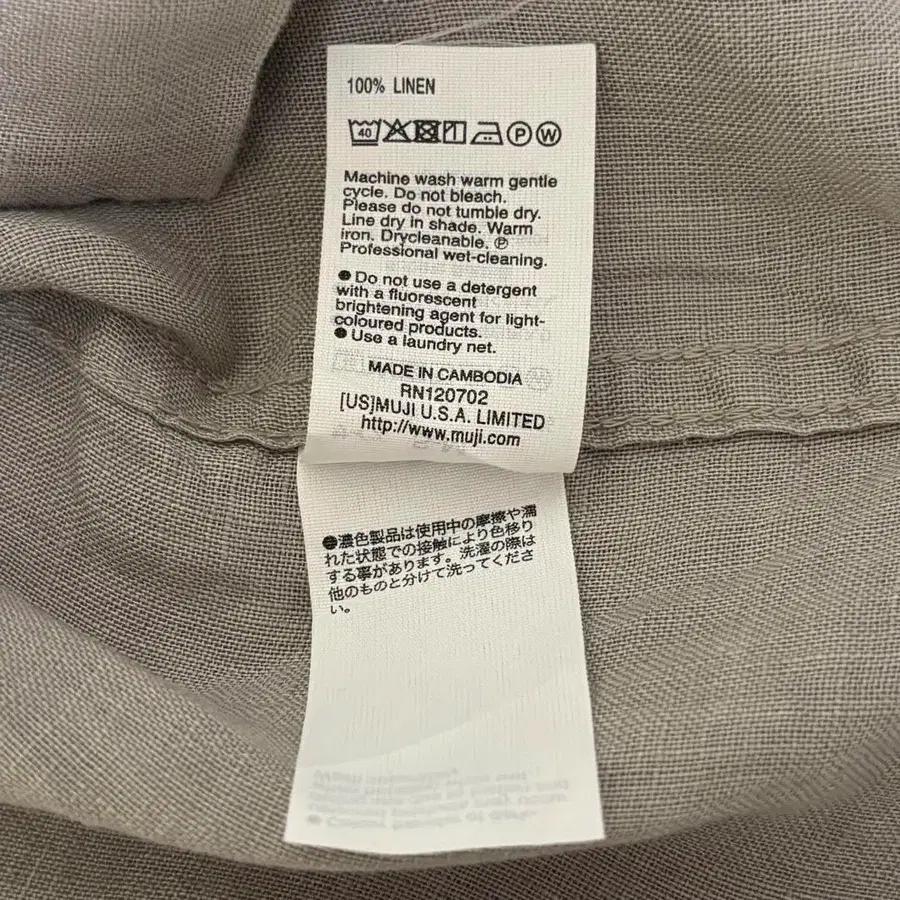 100% LINEN
40 P W
Machine wash warm gentle
cycle. Do not bleach.
Please do not tumble dry.
Line dry in shade. Warm
iron. Drycleanable. Ⓟ
Professional wet-cleaning.
● Do not use a detergent
with a fluorescent
brightening agent for light-
coloured products.
● Use a laundry net.
MADE IN CAMBODIA
RN120702
[US]MUJI U.S.A. LIMITED
http://www.muji.com
●濃色製品は使用中の摩擦や濡
れた状態での接触により色移り
する事があります。洗濯の際は
他のものと分けて洗ってくださ
い。